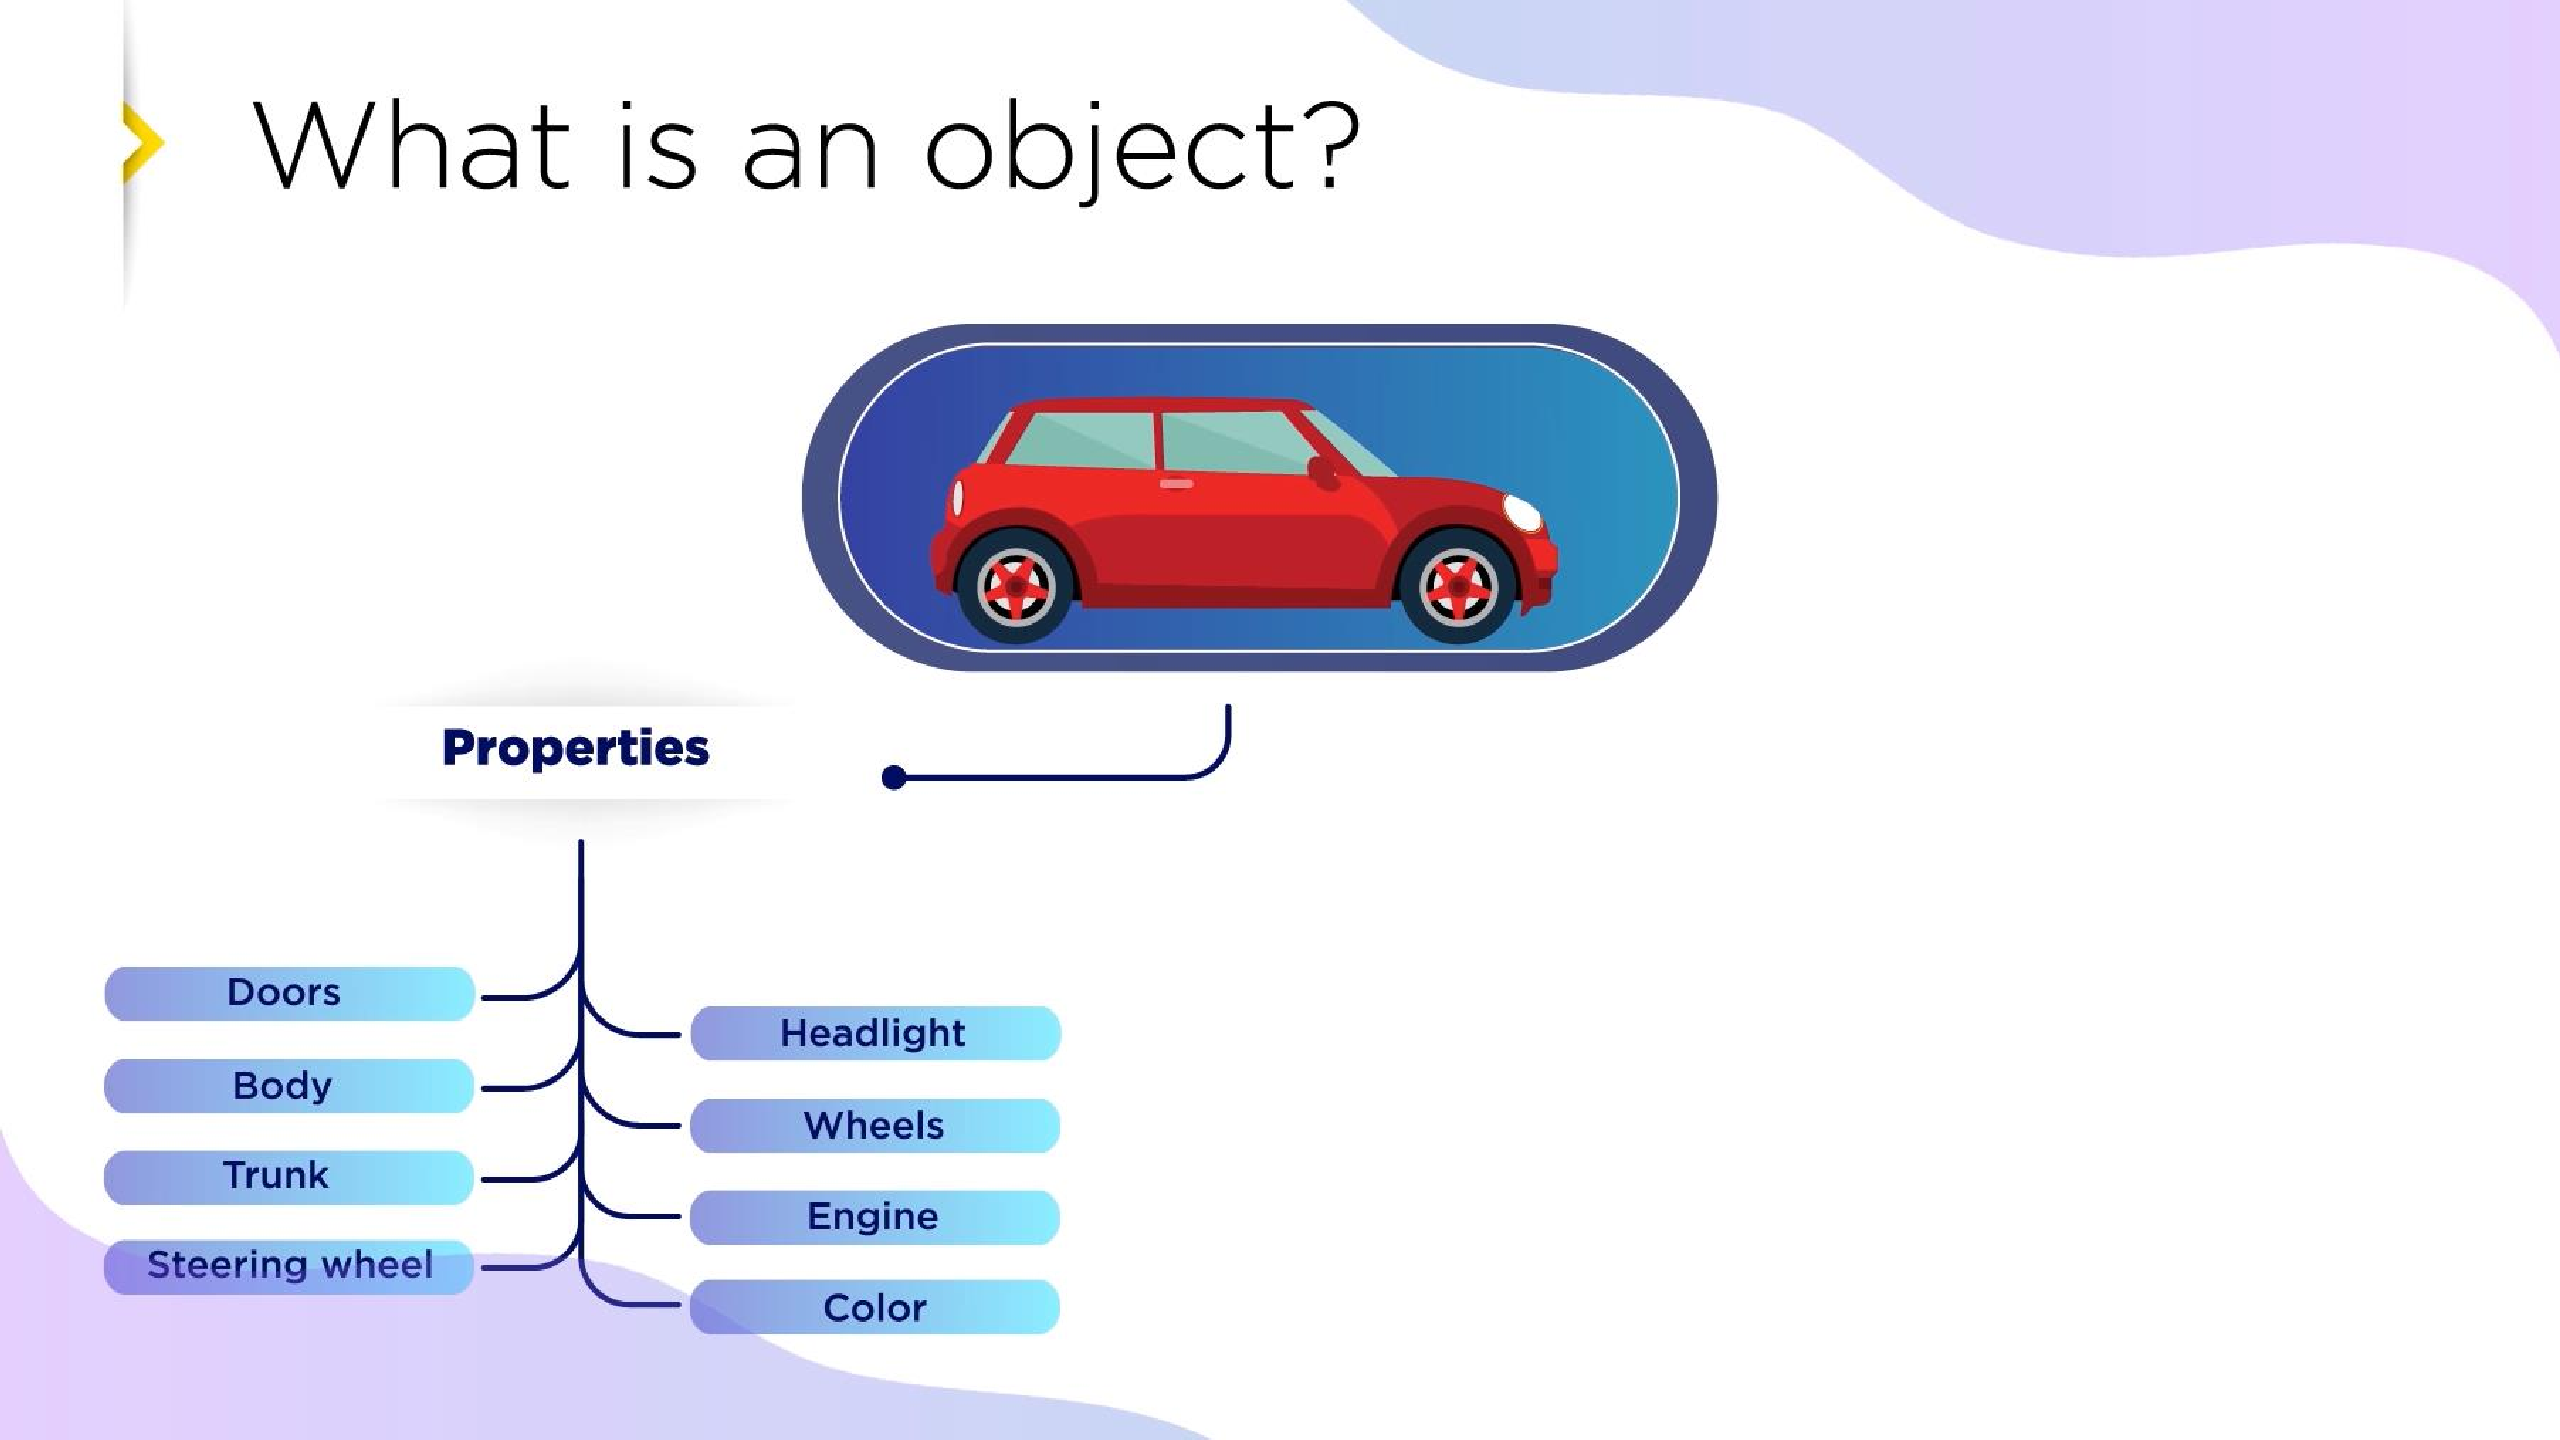 What is an object?
Properties
Doors
Headlight
Body
Wheels
Trunk
Engine
Steering wheel
Color